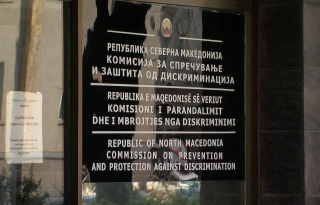 РЕПУБЛИКА СЕВЕРНА МАКЕДОНИЈА
КОМИСИЈА ЗА СПРЕЧУВАЊЕ
И ЗАШТИТА ОД ДИСКРИМИНАЦИЈА
REPUBLIKA E MAQEDONISË SË VERIUT
KOMISIONI I PARANDALIMIT
DHE I MBROJTJES NGA DISKRIMINIMI
REPUBLIC OF NORTH MACEDONIA
COMMISSION ON PREVENTION
AND PROTECTION AGAINST DISCRIMINATION